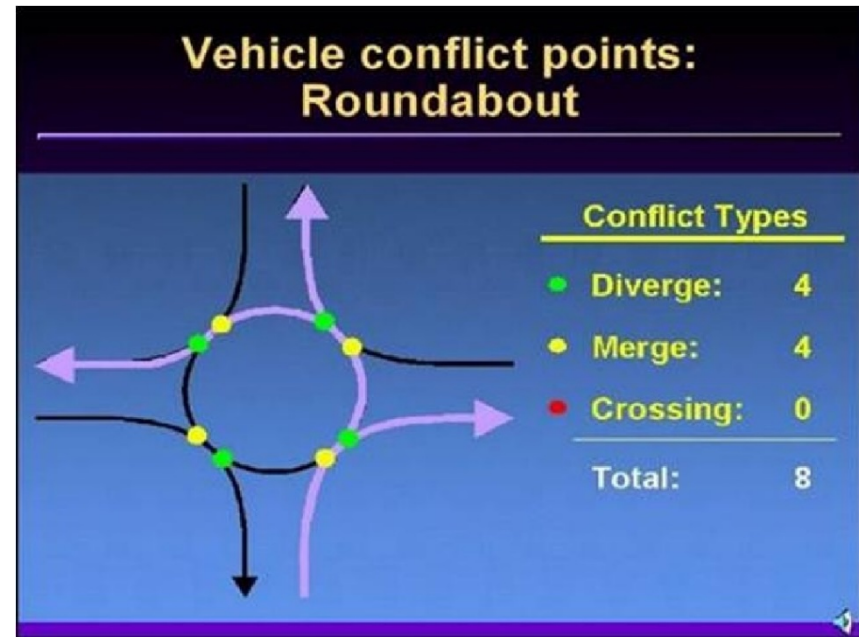 Vehicle conflict points:
Roundabout
Conflict Types
Diverge: 4
Merge: 4
Crossing: 0
Total: 8